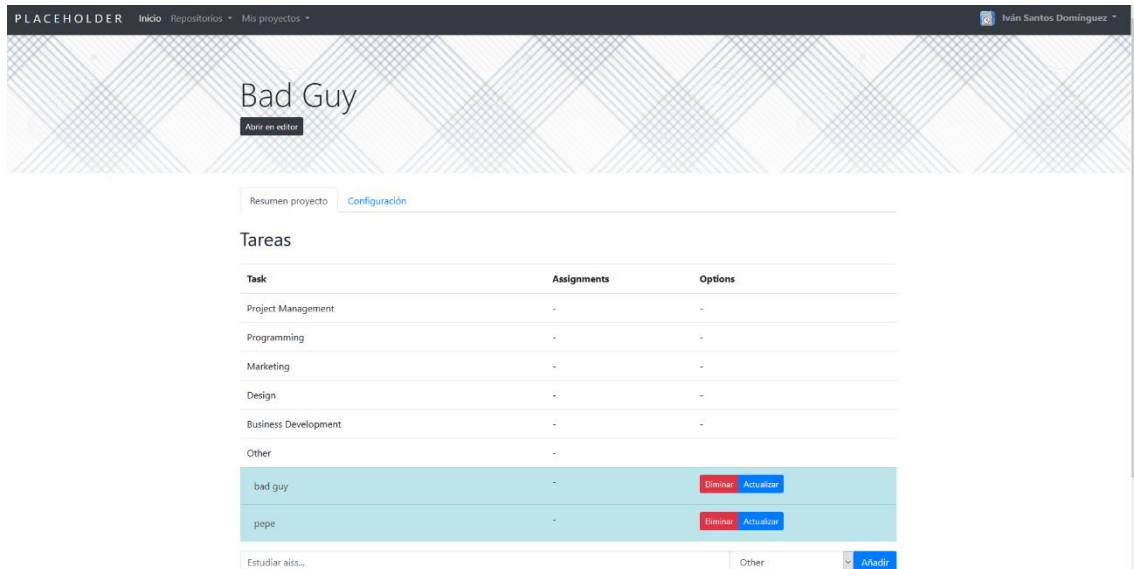 PLACEHOLDER Inicio Repositorios Mis proyectos Iván Santos Domínguez
Bad Guy
Abrir en editor
Resumen proyecto Configuración
Tareas
Task Assignments Options
Project Management - -
Programming - -
Marketing - -
Design - -
Business Development - -
Other -
bad guy - Eliminar Actualizar
pepe - Eliminar Actualizar
Estudiar aiss... Other Añadir